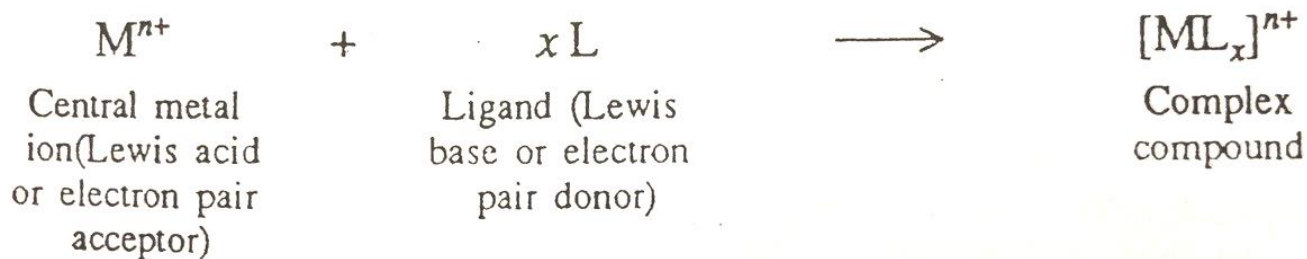 Mⁿ⁺ + x L ⟶ [MLₓ]ⁿ⁺
Central metal
ion(Lewis acid
or electron pair
acceptor)
Ligand (Lewis
base or electron
pair donor)
Complex
compound